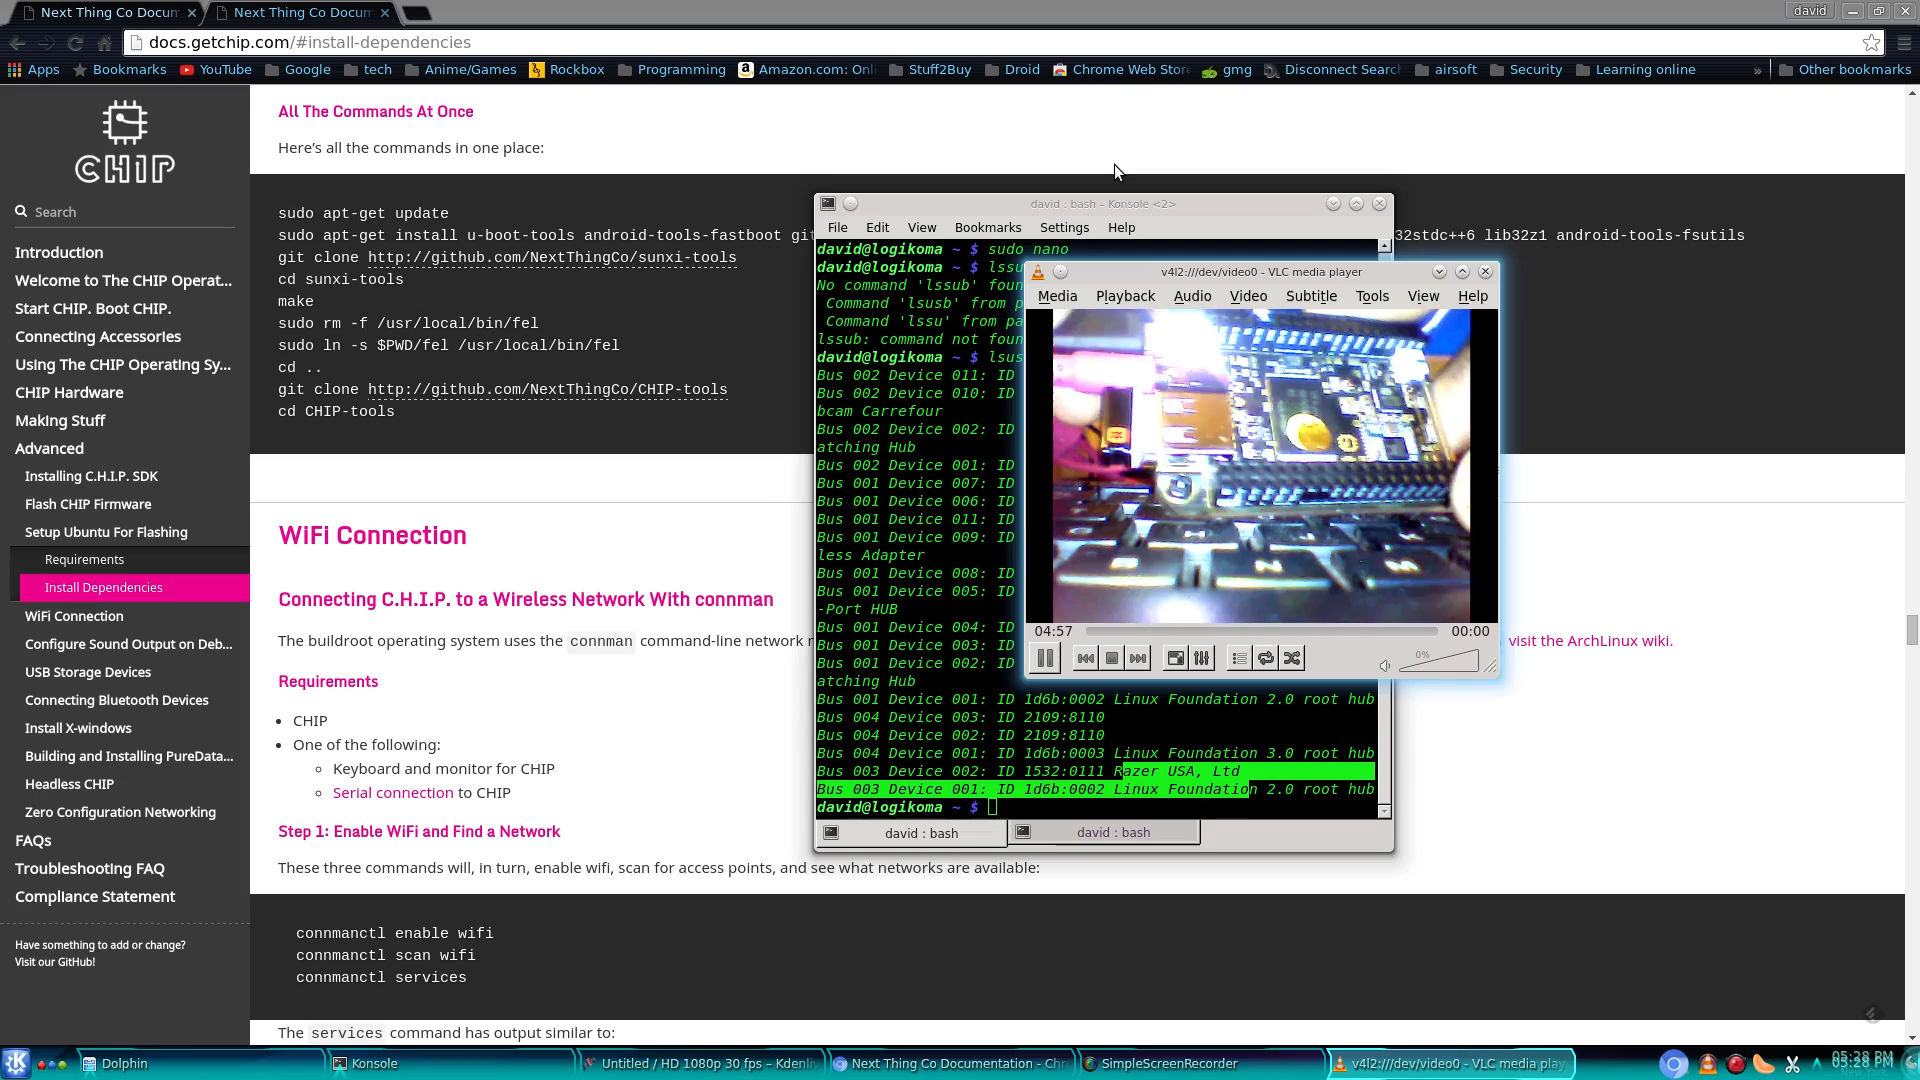 Next Thing Co Docum
Next Thing Co Docum
david
docs.getchip.com/#install-dependencies
Apps
Bookmarks
YouTube
Google
tech
Anime/Games
Rockbox
Programming
Amazon.com: Onl
Stuff2Buy
Droid
Chrome Web Store
gmg
Disconnect Search
airsoft
Security
Learning online
»
Other bookmarks
CHIP
Search
Introduction
Welcome to The CHIP Operat...
Start CHIP. Boot CHIP.
Connecting Accessories
Using The CHIP Operating Sy...
CHIP Hardware
Making Stuff
Advanced
Installing C.H.I.P. SDK
Flash CHIP Firmware
Setup Ubuntu For Flashing
Requirements
Install Dependencies
WiFi Connection
Configure Sound Output on Deb...
USB Storage Devices
Connecting Bluetooth Devices
Install X-windows
Building and Installing PureData...
Headless CHIP
Zero Configuration Networking
FAQs
Troubleshooting FAQ
Compliance Statement
Have something to add or change?
Visit our GitHub!
All The Commands At Once
Here's all the commands in one place:
sudo apt-get update
sudo apt-get install u-boot-tools android-tools-fastboot git
32stdc++6 lib32z1 android-tools-fsutils
git clone http://github.com/NextThingCo/sunxi-tools
cd sunxi-tools
make
sudo rm -f /usr/local/bin/fel
sudo ln -s $PWD/fel /usr/local/bin/fel
cd ..
git clone http://github.com/NextThingCo/CHIP-tools
cd CHIP-tools
WiFi Connection
Connecting C.H.I.P. to a Wireless Network With connman
The buildroot operating system uses the connman command-line network
visit the ArchLinux wiki.
Requirements
• CHIP
• One of the following:
◦ Keyboard and monitor for CHIP
◦ Serial connection to CHIP
Step 1: Enable WiFi and Find a Network
These three commands will, in turn, enable wifi, scan for access points, and see what networks are available:
connmanctl enable wifi
connmanctl scan wifi
connmanctl services
The services command has output similar to:
david : bash – Konsole <2>
File Edit View Bookmarks Settings Help
david@logikoma ~ $ sudo nano
david@logikoma ~ $ lssu
No command 'lssub' foun
Command 'lsusb' from p
Command 'lssu' from pa
lssub: command not foun
david@logikoma ~ $ lsus
Bus 002 Device 011: ID
Bus 002 Device 010: ID
bcam Carrefour
Bus 002 Device 002: ID
atching Hub
Bus 002 Device 001: ID
Bus 001 Device 007: ID
Bus 001 Device 006: ID
Bus 001 Device 011: ID
Bus 001 Device 009: ID
less Adapter
Bus 001 Device 008: ID
Bus 001 Device 005: ID
-Port HUB
Bus 001 Device 004: ID
Bus 001 Device 003: ID
Bus 001 Device 002: ID
atching Hub
Bus 001 Device 001: ID 1d6b:0002 Linux Foundation 2.0 root hub
Bus 004 Device 003: ID 2109:8110
Bus 004 Device 002: ID 2109:8110
Bus 004 Device 001: ID 1d6b:0003 Linux Foundation 3.0 root hub
Bus 003 Device 002: ID 1532:0111 Razer USA, Ltd
Bus 003 Device 001: ID 1d6b:0002 Linux Foundation 2.0 root hub
david@logikoma ~ $
david : bash
david : bash
v4l2:///dev/video0 - VLC media player
Media Playback Audio Video Subtitle Tools View Help
H
B N M
04:57
00:00
0%
Dolphin
Konsole
Untitled / HD 1080p 30 fps – Kdenliv
Next Thing Co Documentation - Chr
SimpleScreenRecorder
v4l2:///dev/video0 - VLC media play
05:28 PM